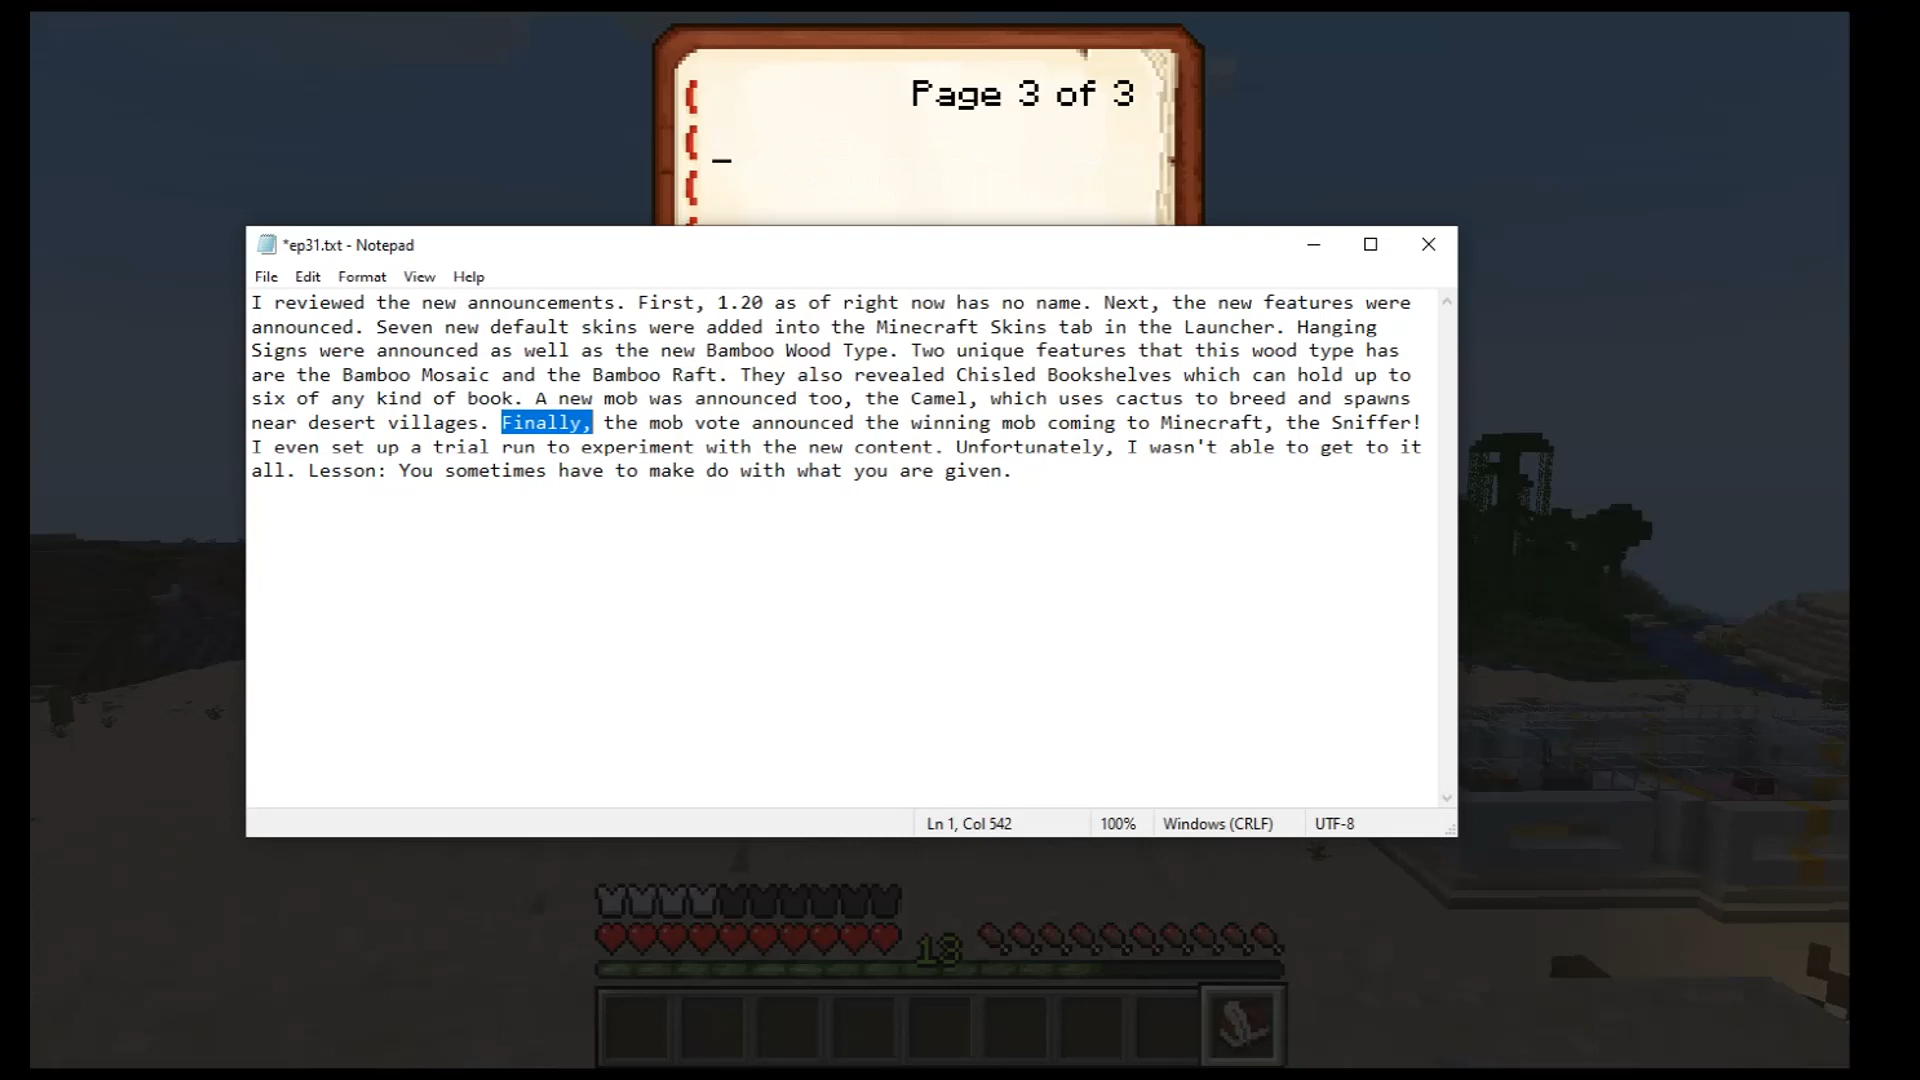 Page 3 of 3
_
*ep31.txt - Notepad
File Edit Format View Help
I reviewed the new announcements. First, 1.20 as of right now has no name. Next, the new features were
announced. Seven new default skins were added into the Minecraft Skins tab in the Launcher. Hanging
Signs were announced as well as the new Bamboo Wood Type. Two unique features that this wood type has
are the Bamboo Mosaic and the Bamboo Raft. They also revealed Chisled Bookshelves which can hold up to
six of any kind of book. A new mob was announced too, the Camel, which uses cactus to breed and spawns
near desert villages. Finally, the mob vote announced the winning mob coming to Minecraft, the Sniffer!
I even set up a trial run to experiment with the new content. Unfortunately, I wasn't able to get to it
all. Lesson: You sometimes have to make do with what you are given.
Ln 1, Col 542 100% Windows (CRLF) UTF-8
13